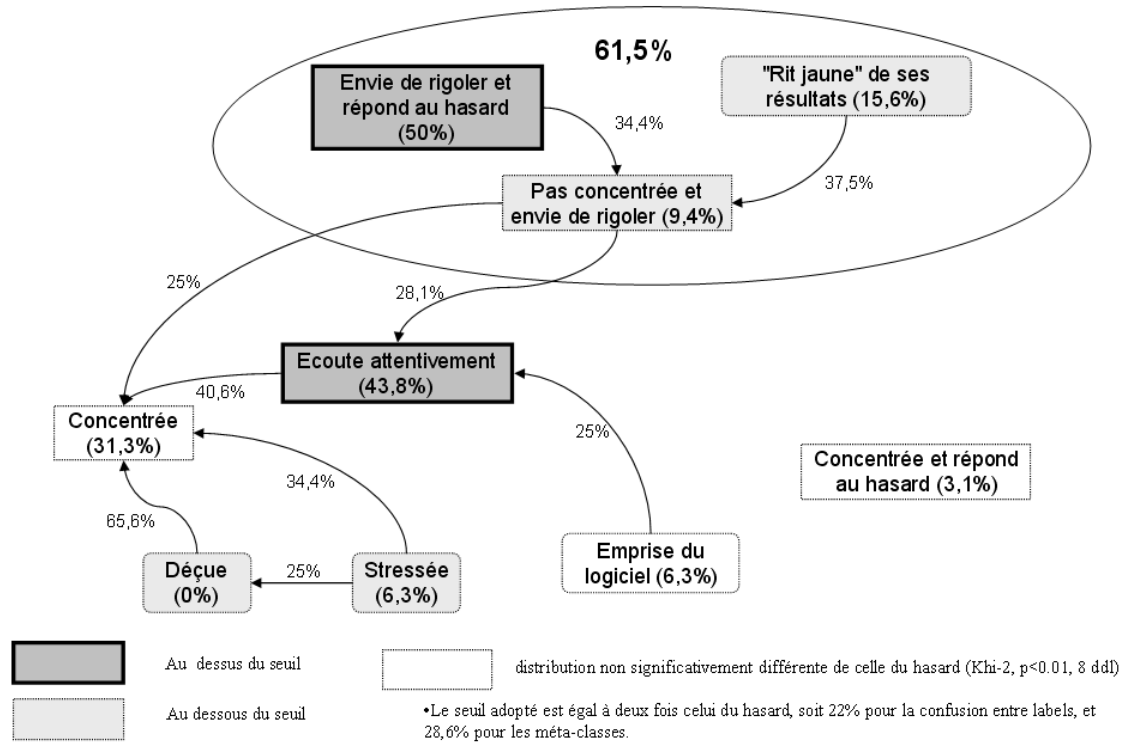 61,5%
Envie de rigoler et
répond au hasard
(50%)
"Rit jaune" de ses
résultats (15,6%)
34,4%
37,5%
Pas concentrée et
envie de rigoler (9,4%)
25%
28,1%
Ecoute attentivement
(43,8%)
40,6%
Concentrée
(31,3%)
25%
Concentrée et répond
au hasard (3,1%)
34,4%
65,6%
Déçue
(0%)
25%
Stressée
(6,3%)
Emprise du
logiciel (6,3%)
Au dessus du seuil
distribution non significativement différente de celle du hasard (Khi-2, p<0.01, 8 ddl)
Au dessous du seuil
•Le seuil adopté est égal à deux fois celui du hasard, soit 22% pour la confusion entre labels, et
28,6% pour les méta-classes.